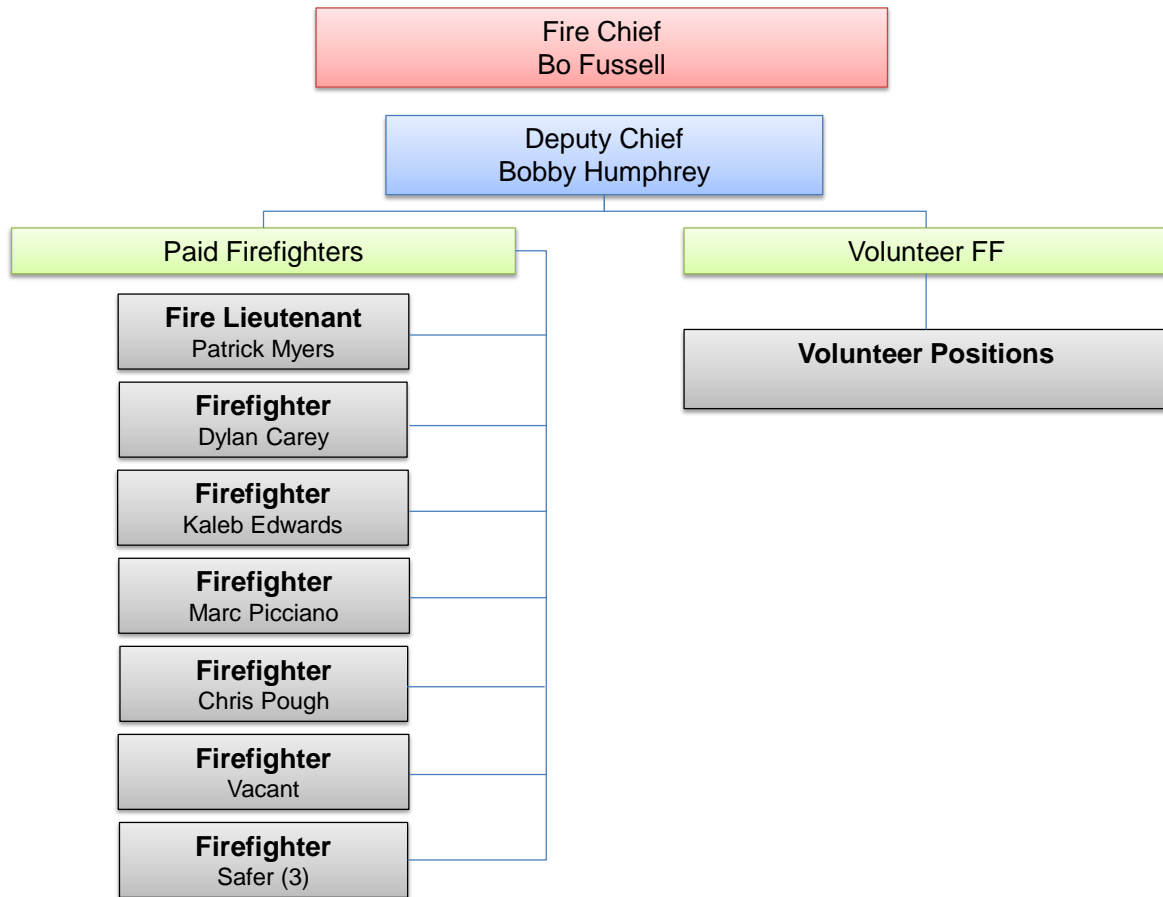 Fire Chief
Bo Fussell
Deputy Chief
Bobby Humphrey
Paid Firefighters
Volunteer FF
Fire Lieutenant
Patrick Myers
Volunteer Positions
Firefighter
Dylan Carey
Firefighter
Kaleb Edwards
Firefighter
Marc Picciano
Firefighter
Chris Pough
Firefighter
Vacant
Firefighter
Safer (3)